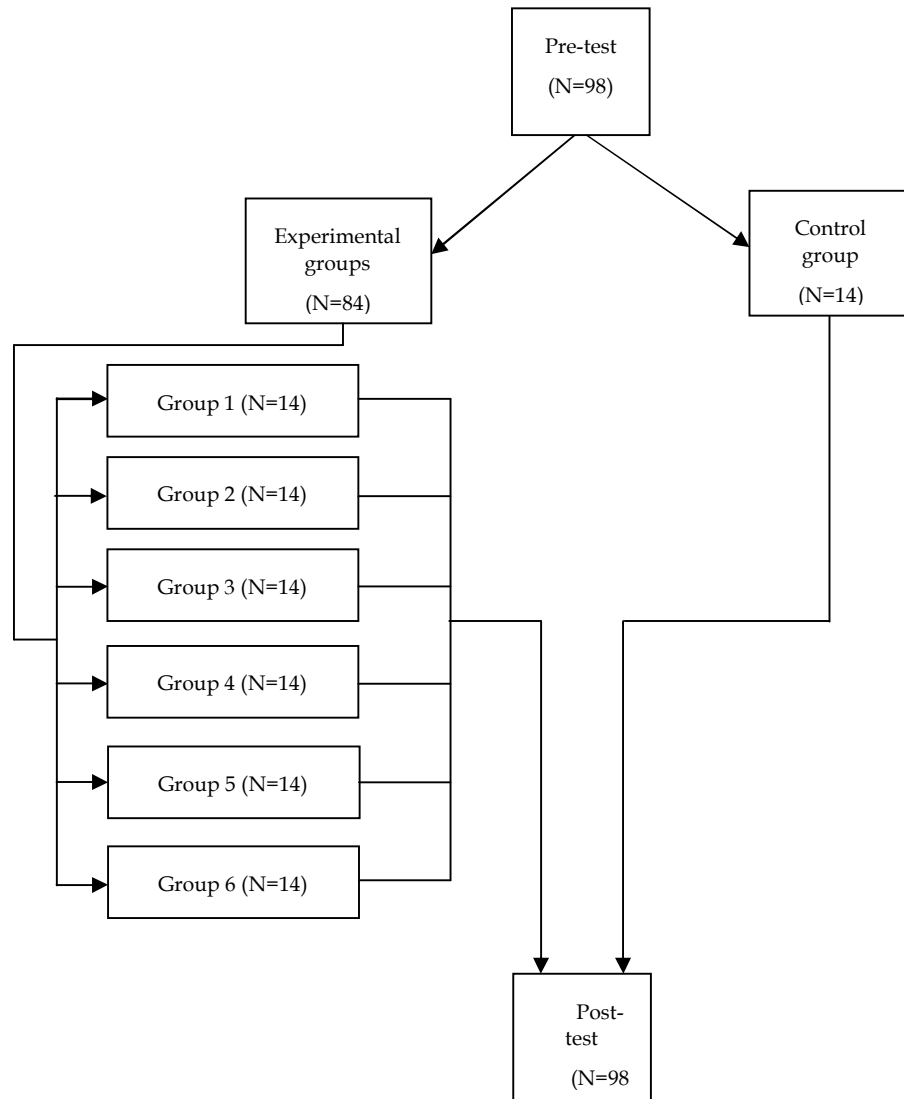 Pre-test
(N=98)
Experimental
groups
(N=84)
Control
group
(N=14)
Group 1 (N=14)
Group 2 (N=14)
Group 3 (N=14)
Group 4 (N=14)
Group 5 (N=14)
Group 6 (N=14)
Post-
test
(N=98